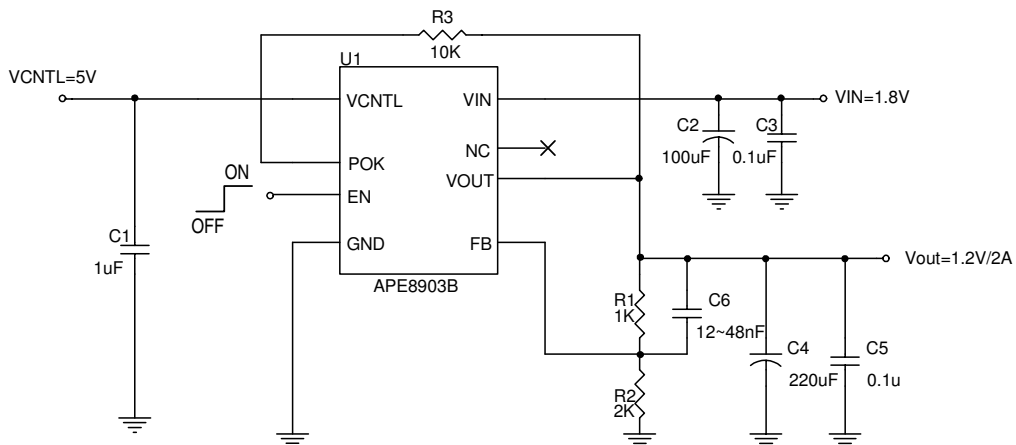 R3
10K
U1
VCNTL=5V
VCNTL
VIN
VIN=1.8V
C2
C3
100uF
0.1uF
NC
POK
VOUT
ON
OFF
EN
C1
1uF
GND
FB
APE8903B
Vout=1.2V/2A
R1
1K
C6
12~48nF
C4
220uF
C5
0.1u
R2
2K